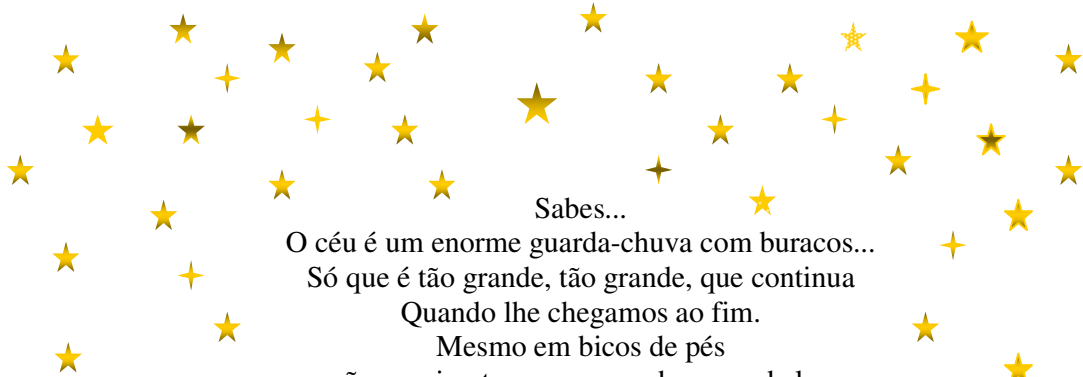 Sabes...
O céu é um enorme guarda-chuva com buracos...
Só que é tão grande, tão grande, que continua
Quando lhe chegamos ao fim.
Mesmo em bicos de pés